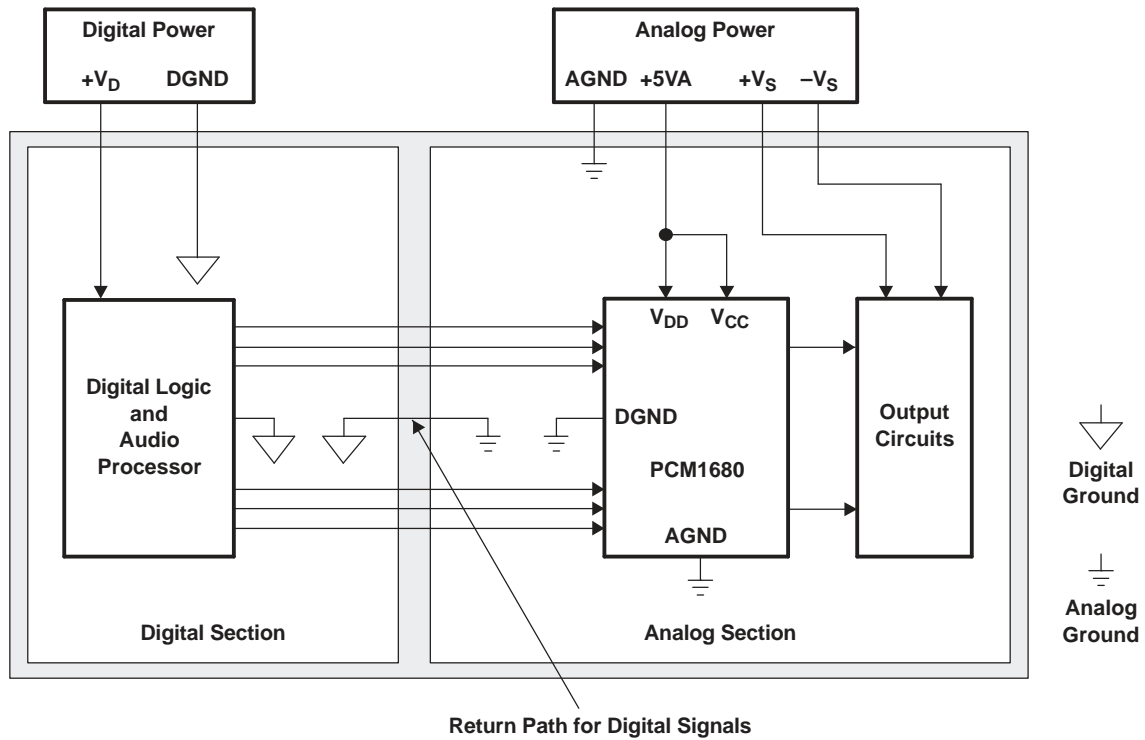 Digital Power
+VD DGND
Analog Power
AGND +5VA +VS –VS
VDD VCC
Digital Logic
and
Audio
Processor
DGND
PCM1680
AGND
Output
Circuits
Digital
Ground
Analog
Ground
Digital Section
Analog Section
Return Path for Digital Signals